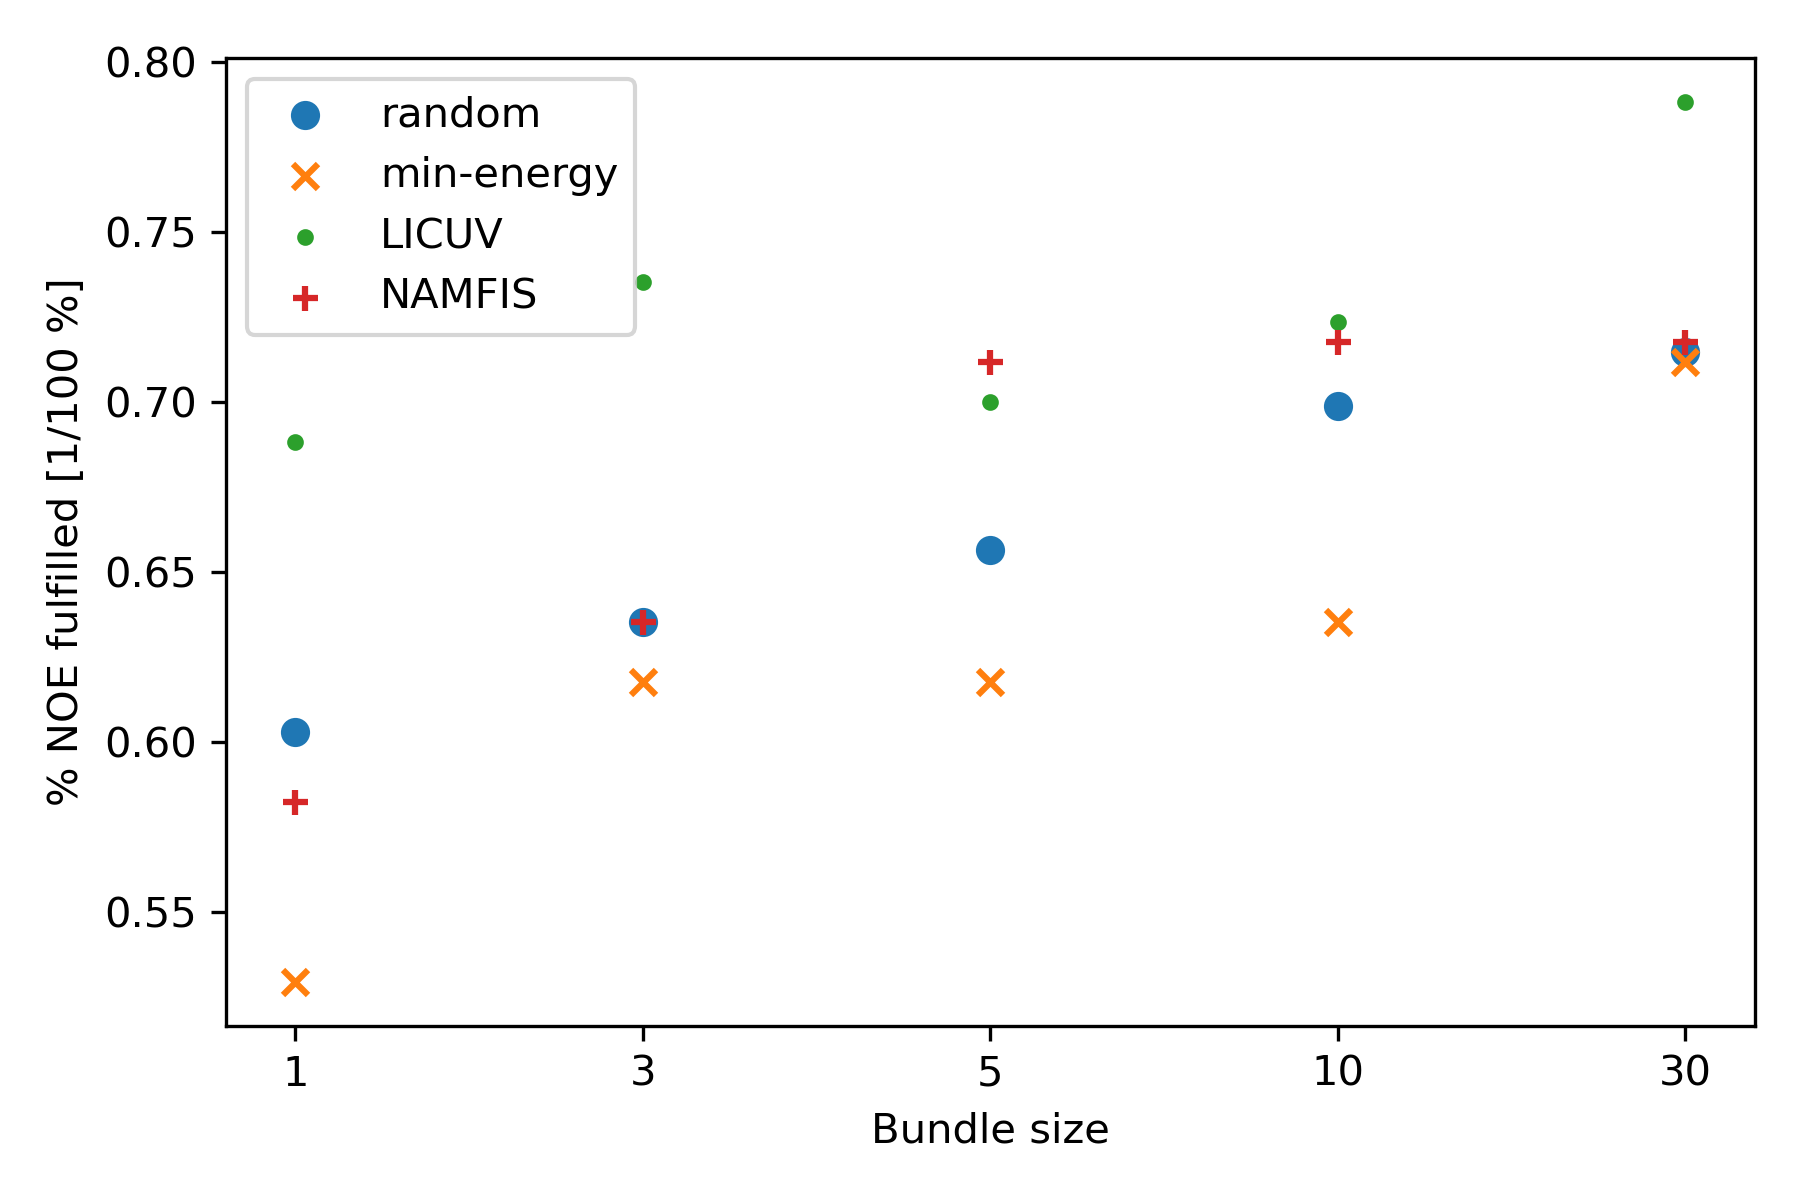 0.80
0.75
0.70
0.65
0.60
0.55
% NOE fulfilled [1/100 %]
random
min-energy
LICUV
NAMFIS
1 3 5 10 30
Bundle size